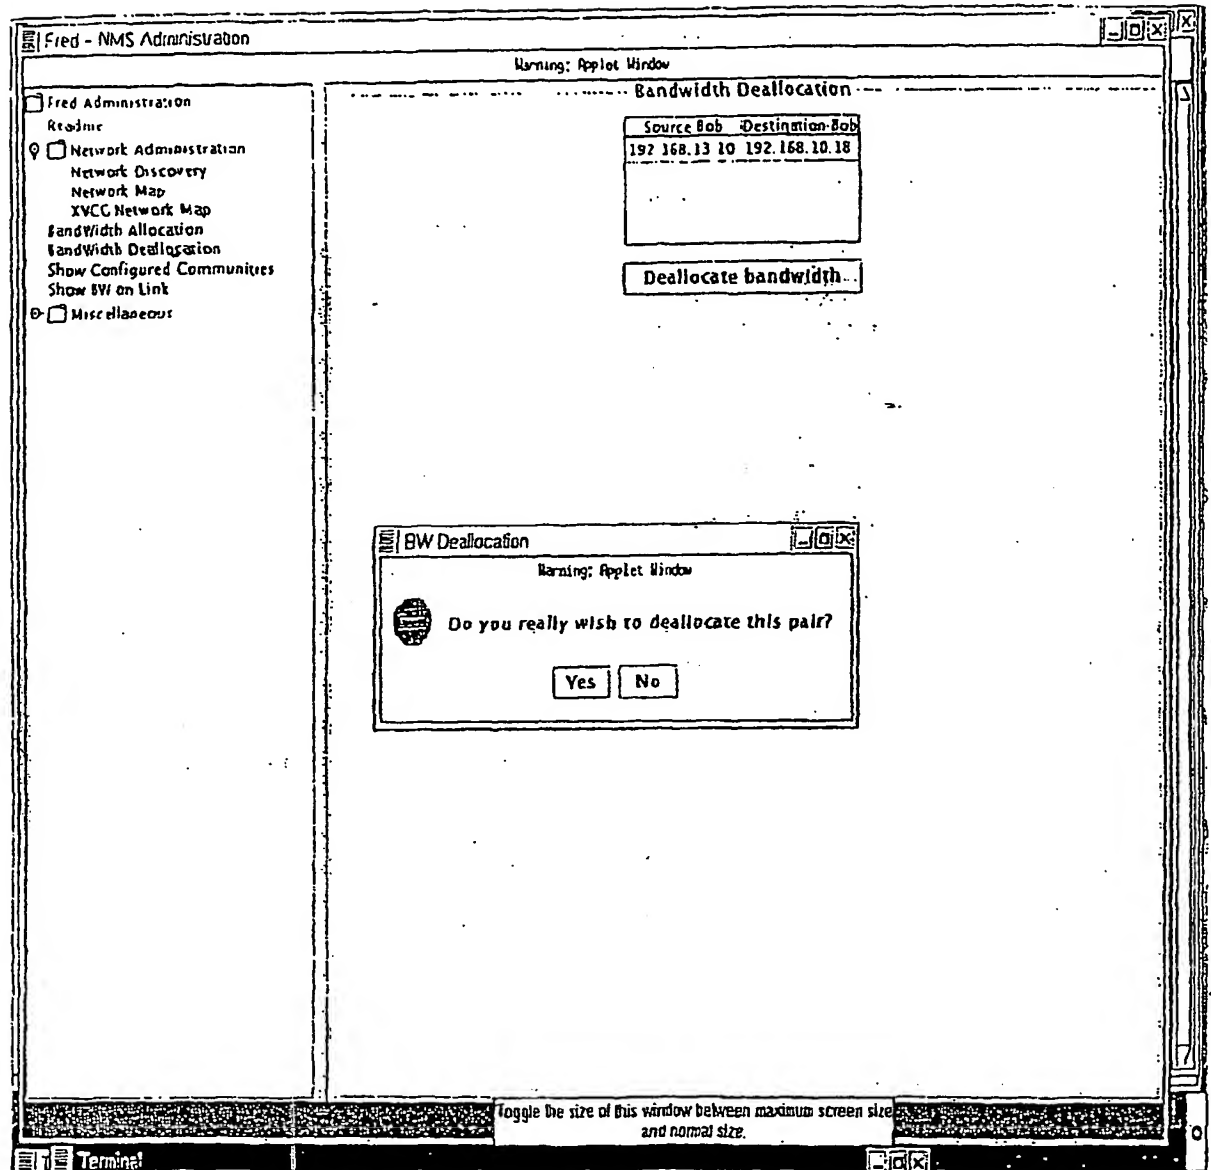 Fred - NMS Administration
Warning: Applet Window
Fred Administration
Readme
Network Administration
Network Discovery
Network Map
XVCG Network Map
BandWidth Allocation
BandWidth Deallocation
Show Configured Communities
Show BW on Link
Miscellaneous
Bandwidth Deallocation
Source Bob Destination Bob
192.168.13.10 192.168.10.18
Deallocate bandwidth
BW Deallocation
Warning: Applet Window
Do you really wish to deallocate this pair?
Yes No
Toggle the size of this window between maximum screen size
and normal size.
Terminal